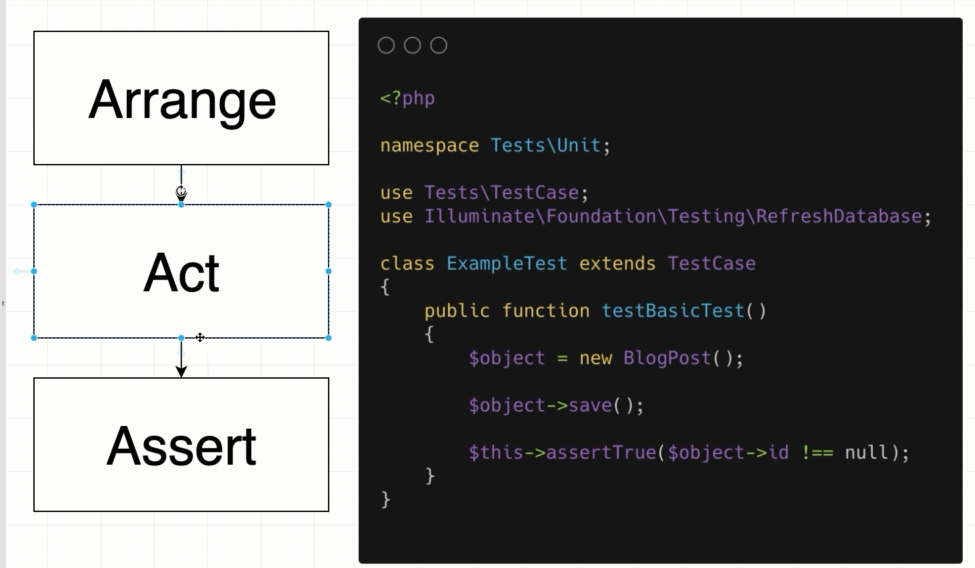 Arrange
Act
Assert
<?php
namespace Tests\Unit;
use Tests\TestCase;
use Illuminate\Foundation\Testing\RefreshDatabase;
class ExampleTest extends TestCase
{
    public function testBasicTest()
    {
        $object = new BlogPost();
        $object->save();
        $this->assertTrue($object->id !== null);
    }
}